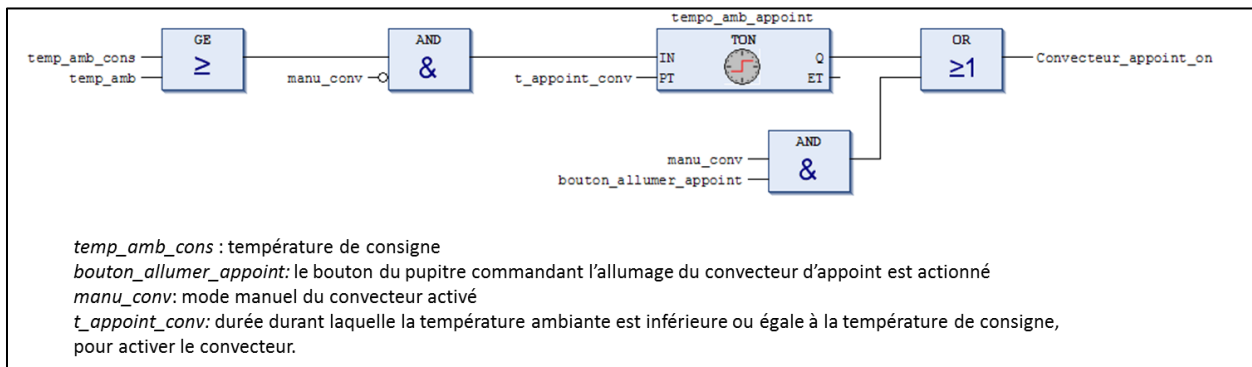 tempo_amb_appoint
GE
AND
TON
OR
temp_amb_cons
≥
&
IN
Q
≥1
Convecteur_appoint_on
temp_amb
manu_conv
t_appoint_conv
PT
ET
AND
manu_conv
&
bouton_allumer_appoint
temp_amb_cons : température de consigne
bouton_allumer_appoint: le bouton du pupitre commandant l’allumage du convecteur d’appoint est actionné
manu_conv: mode manuel du convecteur activé
t_appoint_conv: durée durant laquelle la température ambiante est inférieure ou égale à la température de consigne,
pour activer le convecteur.